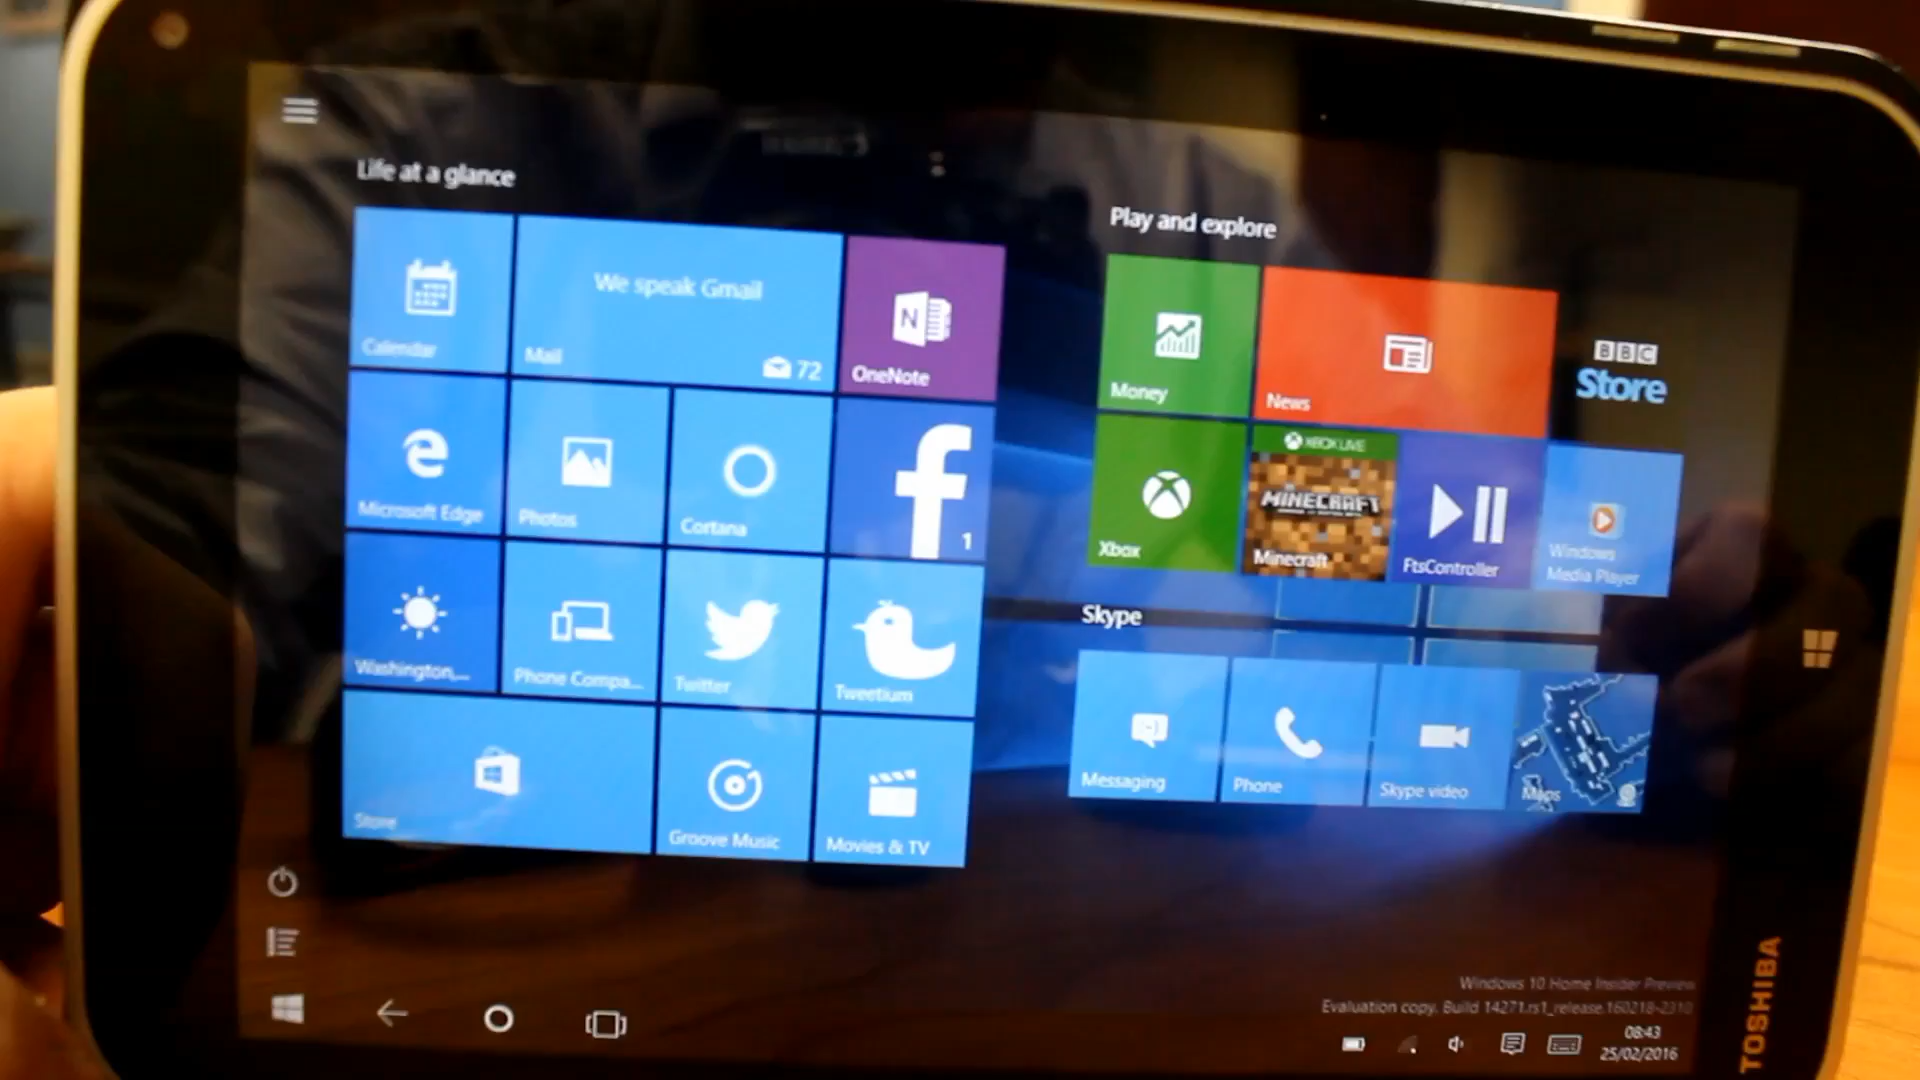 Life at a glance
Calendar
We speak Gmail
Mail
72
N
OneNote
Microsoft Edge
Photos
Cortana
f
1
Washington,...
Phone Compa...
Twitter
Tweetium
Store
Groove Music
Movies & TV
Play and explore
Money
News
BBC
Store
Xbox
XBOX LIVE
MINECRAFT
Minecraft
FtsController
Windows
Media Player
Skype
Messaging
Phone
Skype video
Maps
Windows 10 Home Insider Preview
Evaluation copy. Build 14271.rs1_release.160218-2310
08:43
25/02/2016
TOSHIBA